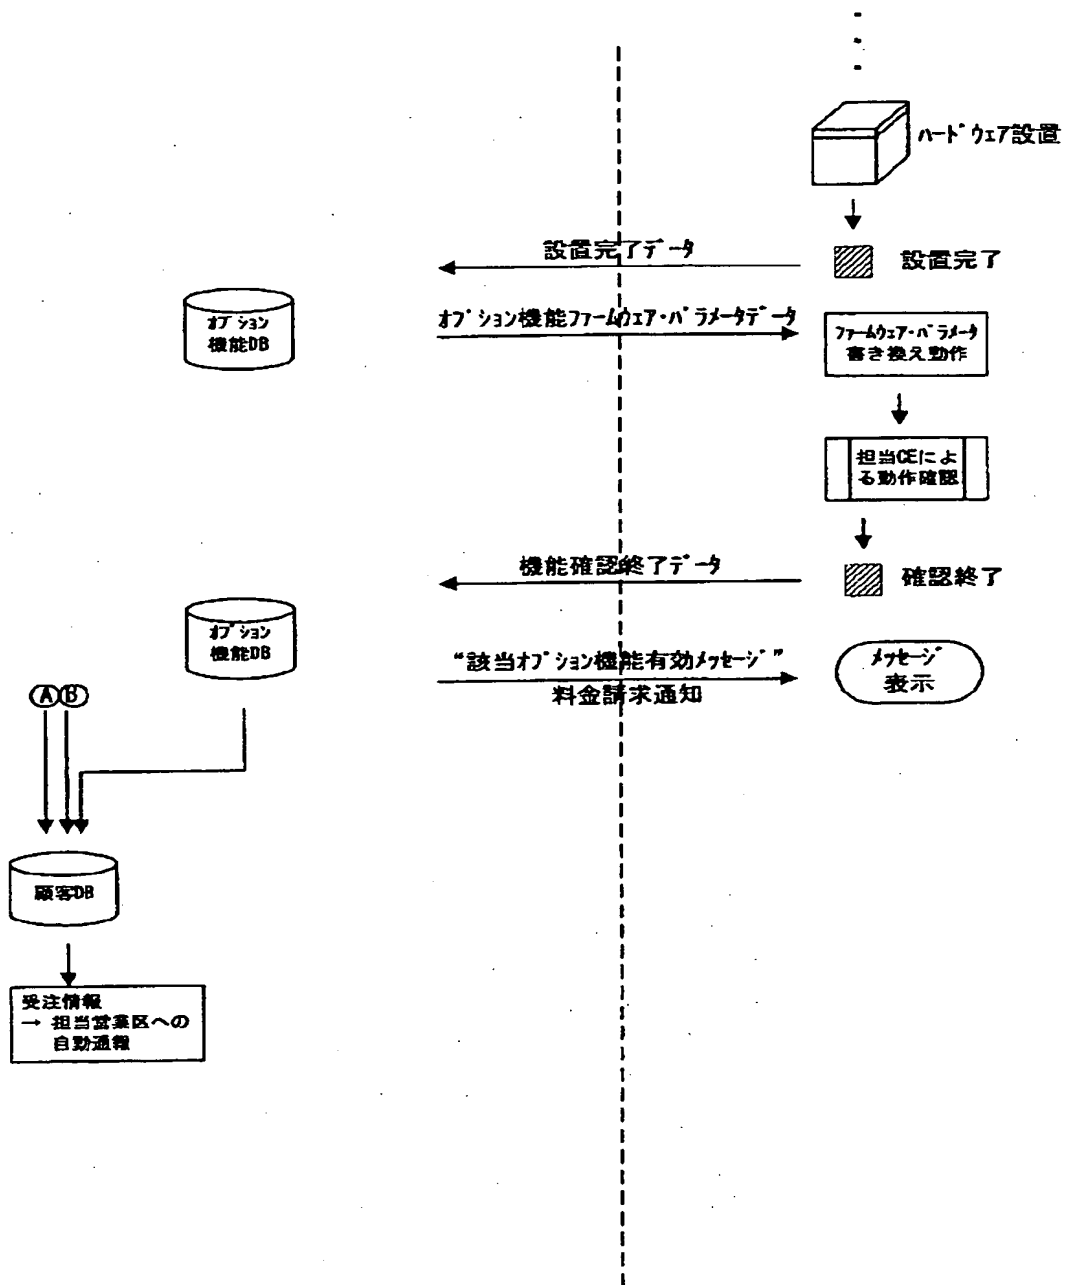 ハードウェア設置
設置完了データ
設置完了
オプション
機能DB
オプション機能ファームウェア・パラメータデータ
ファームウェア・パラメータ
書き換え動作
担当CEによ
る動作確認
機能確認終了データ
確認終了
オプション
機能DB
“該当オプション機能有効メッセージ”
料金請求通知
メッセージ
表示
A B
顧客DB
受注情報
→ 担当営業区への
自動通報